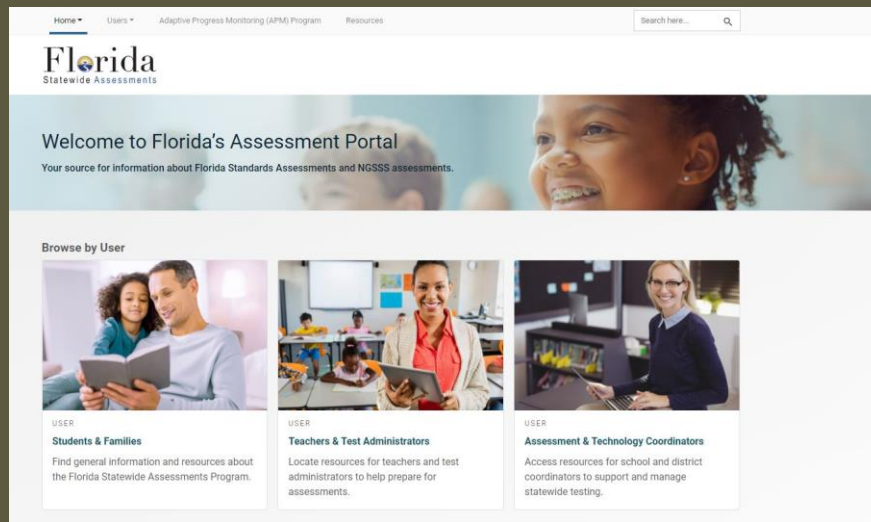 Home Users Adaptive Progress Monitoring (APM) Program Resources Search here...
Florida
Statewide Assessments
Welcome to Florida's Assessment Portal
Your source for information about Florida Standards Assessments and NGSSS assessments.
Browse by User
USER
Students & Families
Find general information and resources about
the Florida Statewide Assessments Program.
USER
Teachers & Test Administrators
Locate resources for teachers and test
administrators to help prepare for
assessments.
USER
Assessment & Technology Coordinators
Access resources for school and district
coordinators to support and manage
statewide testing.